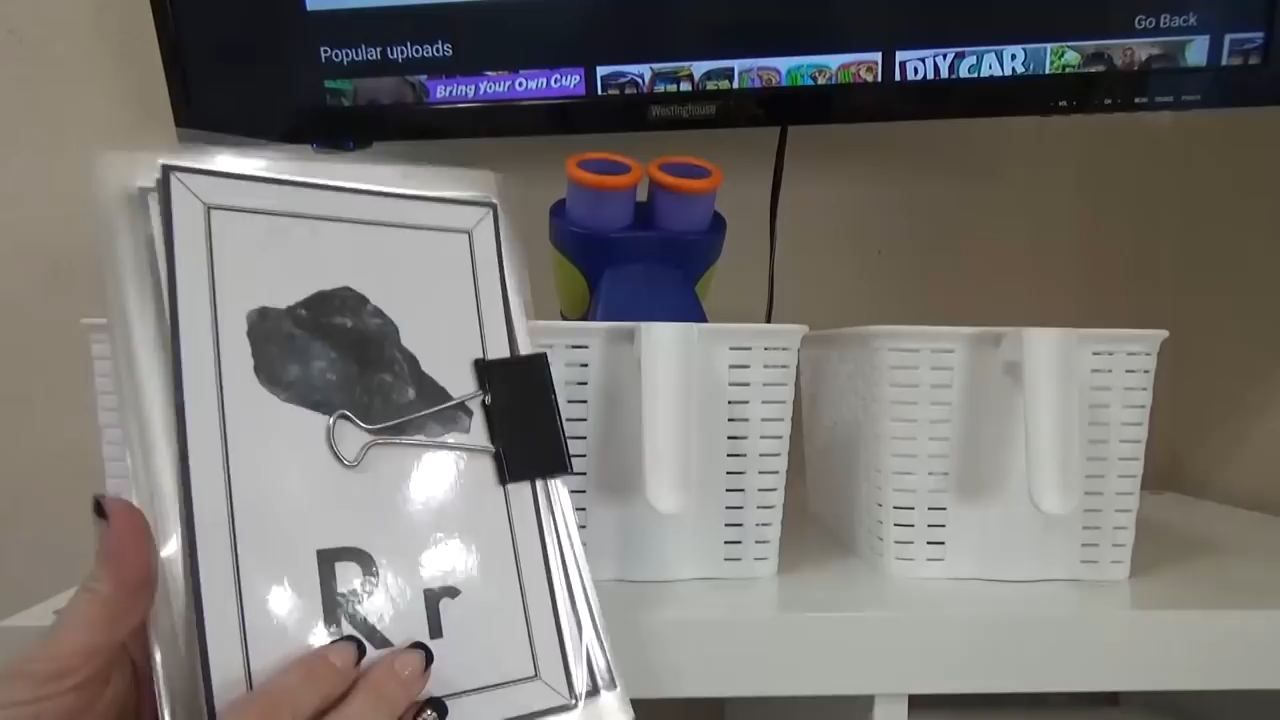 Go Back
Popular uploads
Bring Your Own Cup
DIY CAR
Westinghouse
Rr